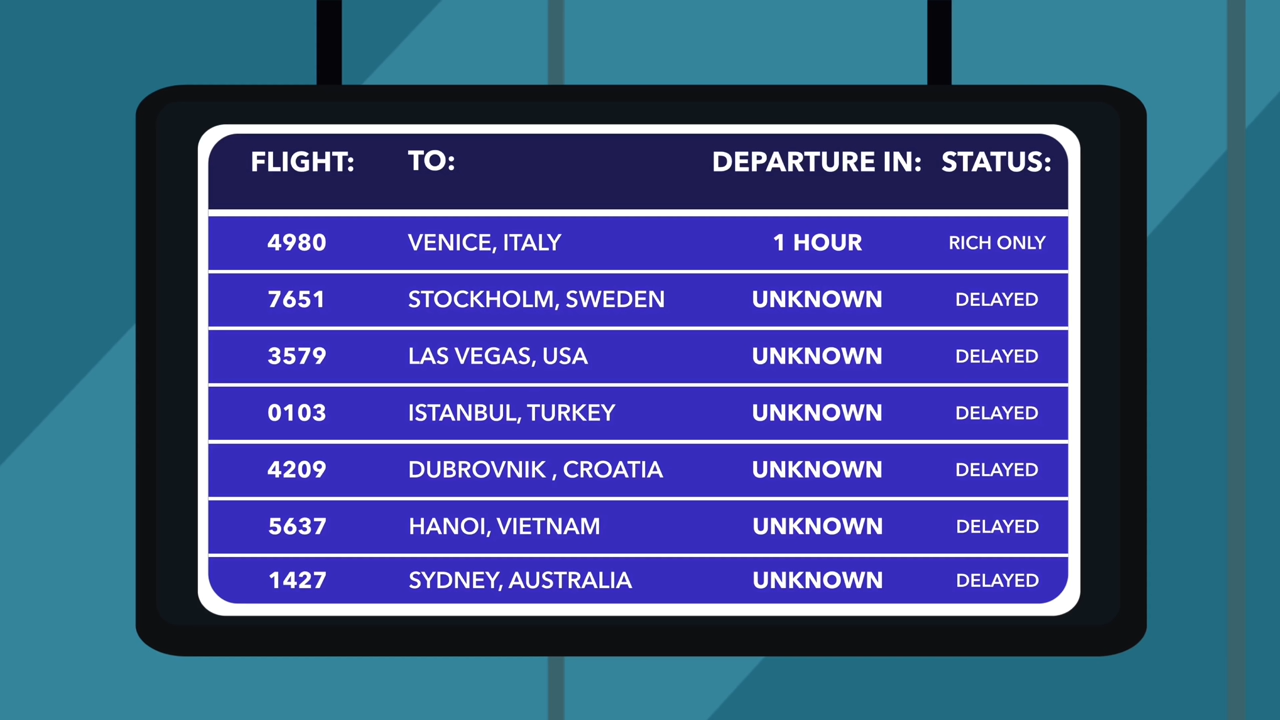 FLIGHT: TO: DEPARTURE IN: STATUS:
4980 VENICE, ITALY 1 HOUR RICH ONLY
7651 STOCKHOLM, SWEDEN UNKNOWN DELAYED
3579 LAS VEGAS, USA UNKNOWN DELAYED
0103 ISTANBUL, TURKEY UNKNOWN DELAYED
4209 DUBROVNIK , CROATIA UNKNOWN DELAYED
5637 HANOI, VIETNAM UNKNOWN DELAYED
1427 SYDNEY, AUSTRALIA UNKNOWN DELAYED